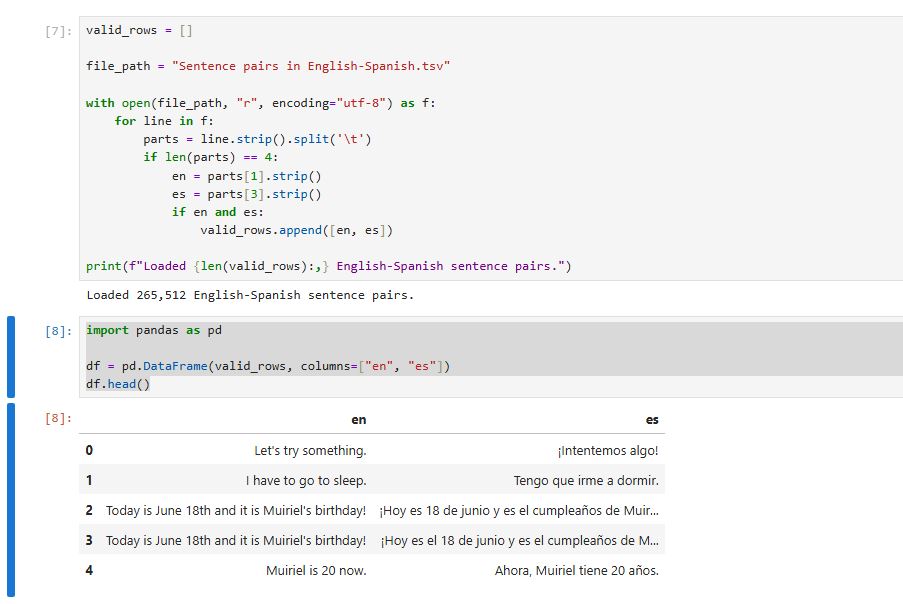 [7]: valid_rows = []
file_path = "Sentence pairs in English-Spanish.tsv"
with open(file_path, "r", encoding="utf-8") as f:
    for line in f:
        parts = line.strip().split('\t')
        if len(parts) == 4:
            en = parts[1].strip()
            es = parts[3].strip()
            if en and es:
                valid_rows.append([en, es])
print(f"Loaded {len(valid_rows):,} English-Spanish sentence pairs.")
Loaded 265,512 English-Spanish sentence pairs.
[8]: import pandas as pd
df = pd.DataFrame(valid_rows, columns=["en", "es"])
df.head()
[8]: en es
0 Let's try something. ¡Intentemos algo!
1 I have to go to sleep. Tengo que irme a dormir.
2 Today is June 18th and it is Muiriel's birthday! ¡Hoy es 18 de junio y es el cumpleaños de Muir...
3 Today is June 18th and it is Muiriel's birthday! ¡Hoy es el 18 de junio y es el cumpleaños de M...
4 Muiriel is 20 now. Ahora, Muiriel tiene 20 años.